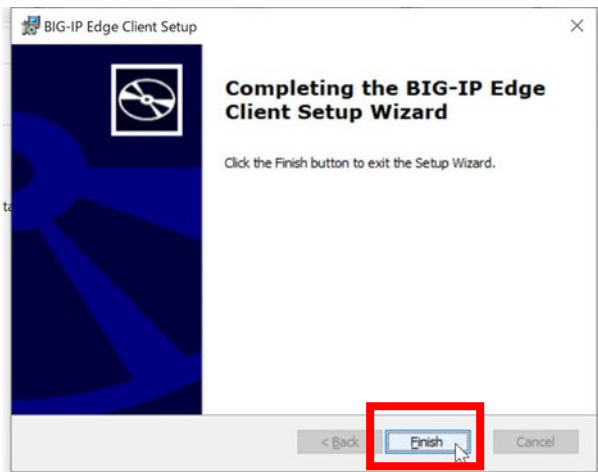 BIG-IP Edge Client Setup
Completing the BIG-IP Edge
Client Setup Wizard
Click the Finish button to exit the Setup Wizard.
< Back Finish Cancel